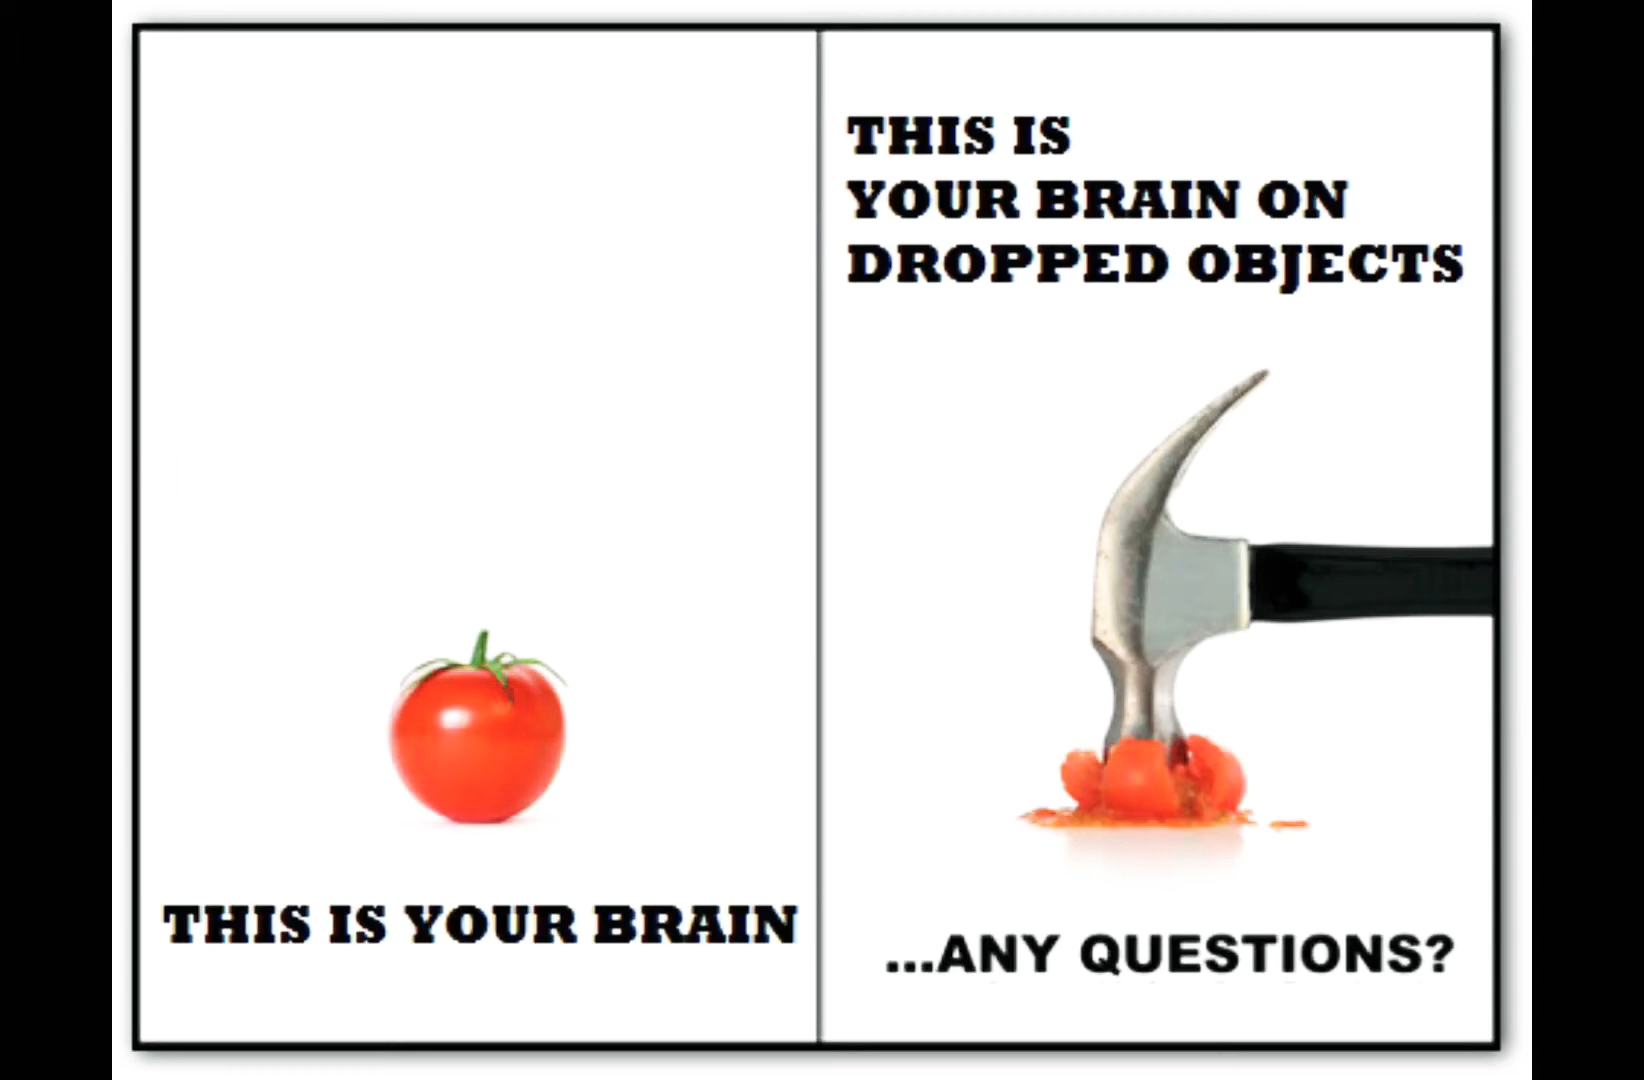 THIS IS YOUR BRAIN
THIS IS
YOUR BRAIN ON
DROPPED OBJECTS
...ANY QUESTIONS?